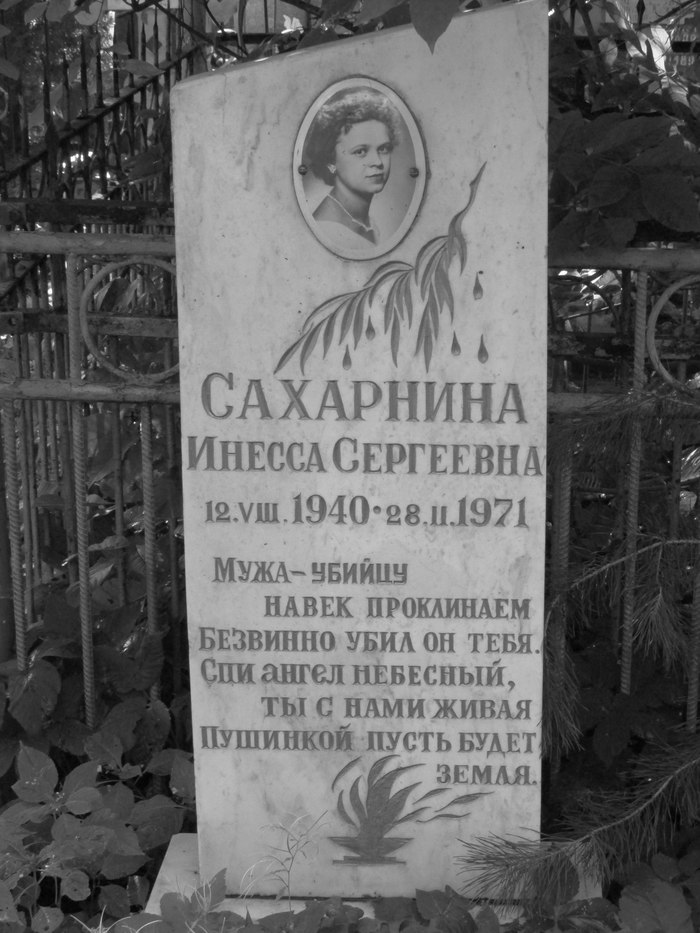 САХАРНИНА
ИНЕССА СЕРГЕЕВНА
12.VIII.1940•28.II.1971
МУЖА-УБИЙЦУ
НАВЕК ПРОКЛИНАЕМ
БЕЗВИННО УБИЛ ОН ТЕБЯ.
СПИ АНГЕЛ НЕБЕСНЫЙ,
ТЫ С НАМИ ЖИВАЯ
ПУШИНКОЙ ПУСТЬ БУДЕТ
ЗЕМЛЯ.